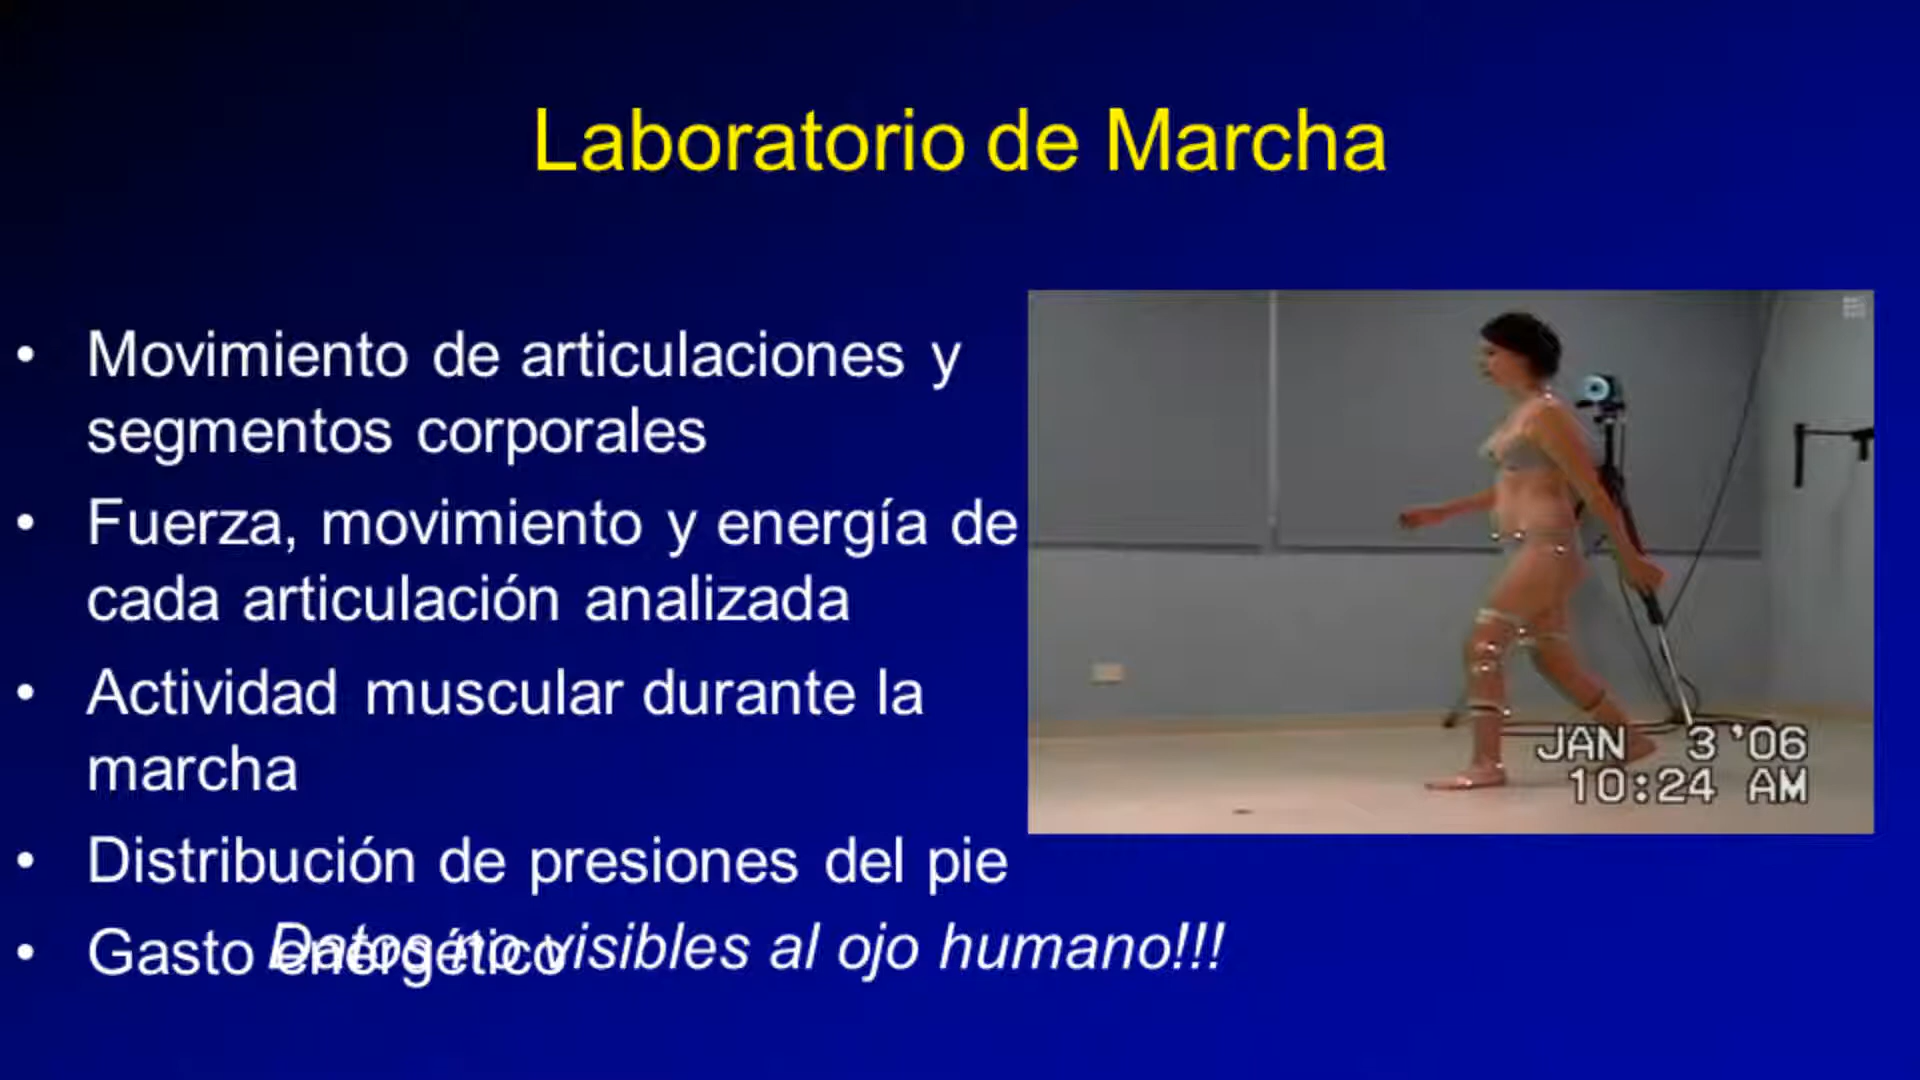 Laboratorio de Marcha
• Movimiento de articulaciones y
segmentos corporales
• Fuerza, movimiento y energía de
cada articulación analizada
• Actividad muscular durante la
marcha
• Distribución de presiones del pie
• Gasto energético
Datos no visibles al ojo humano!!!
JAN 3 '06
10:24 AM